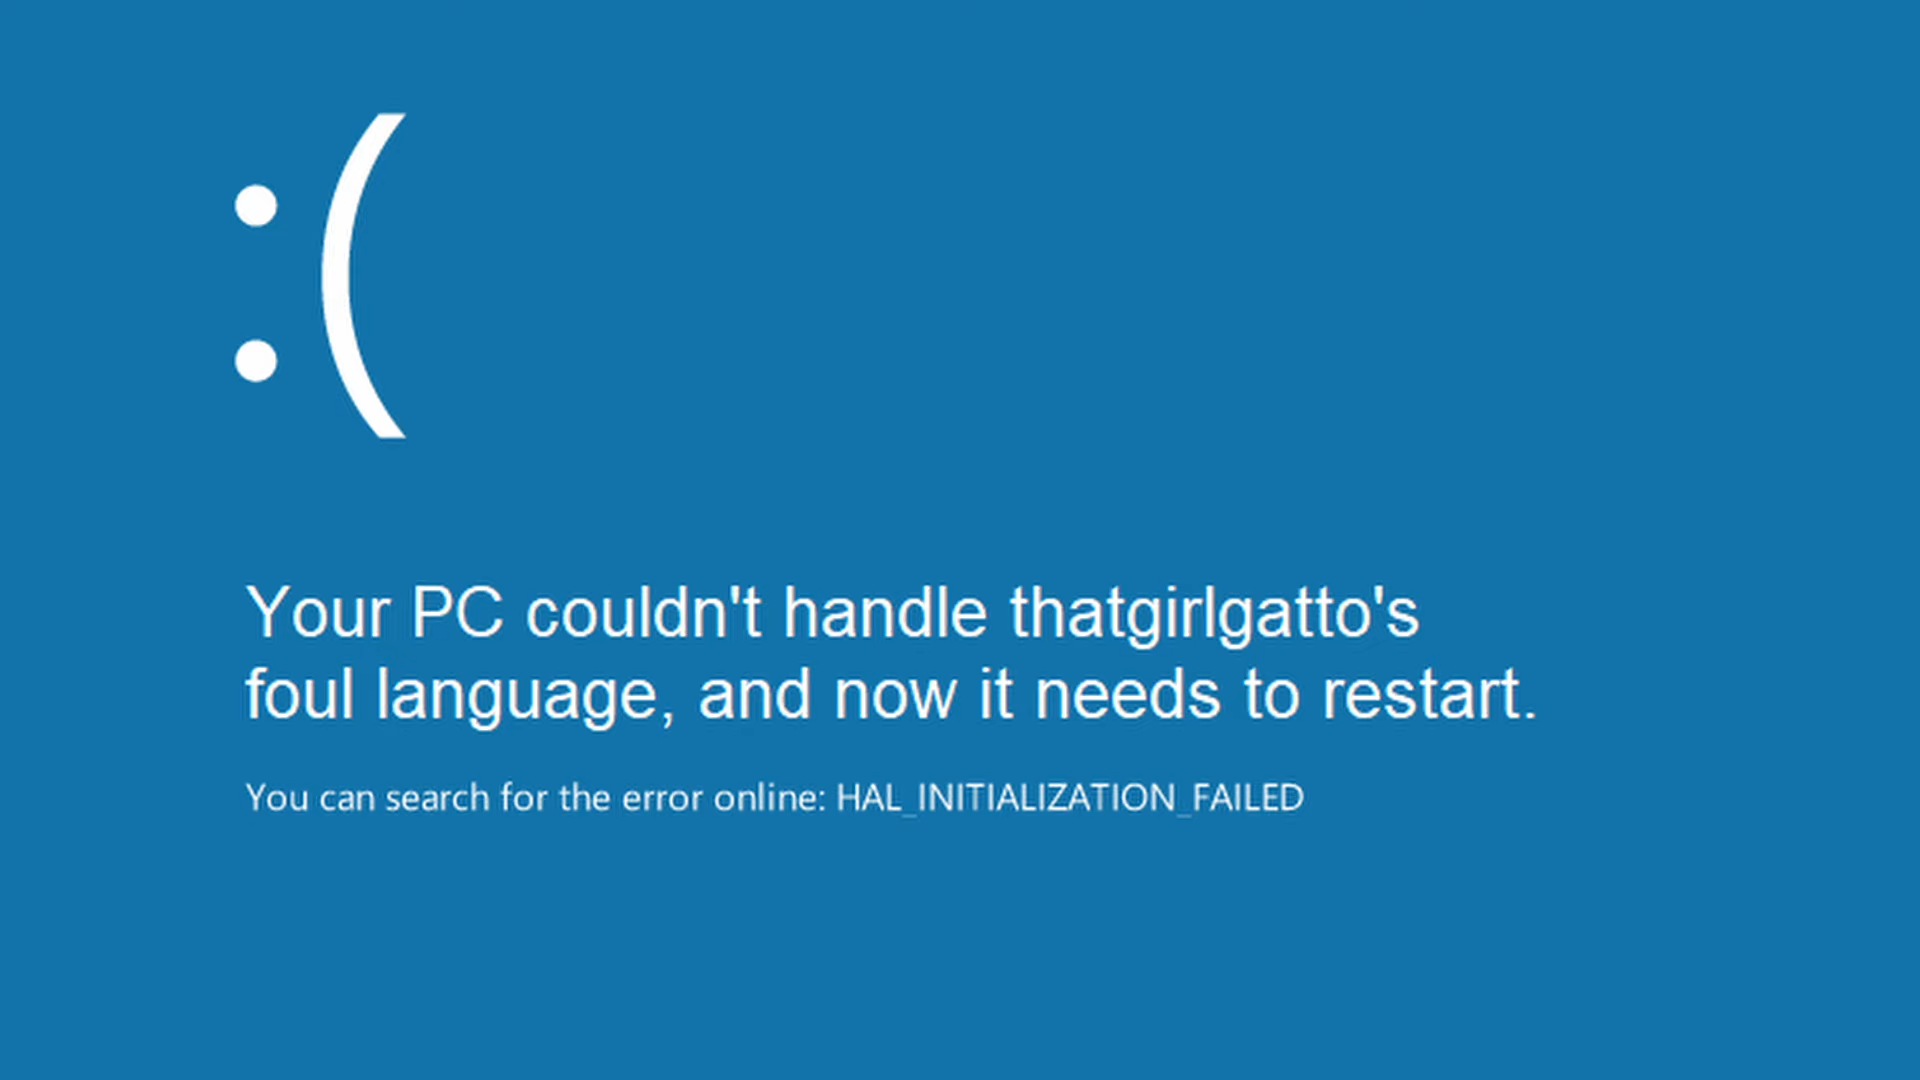 :(
Your PC couldn't handle thatgirlgatto's
foul language, and now it needs to restart.
You can search for the error online: HAL_INITIALIZATION_FAILED